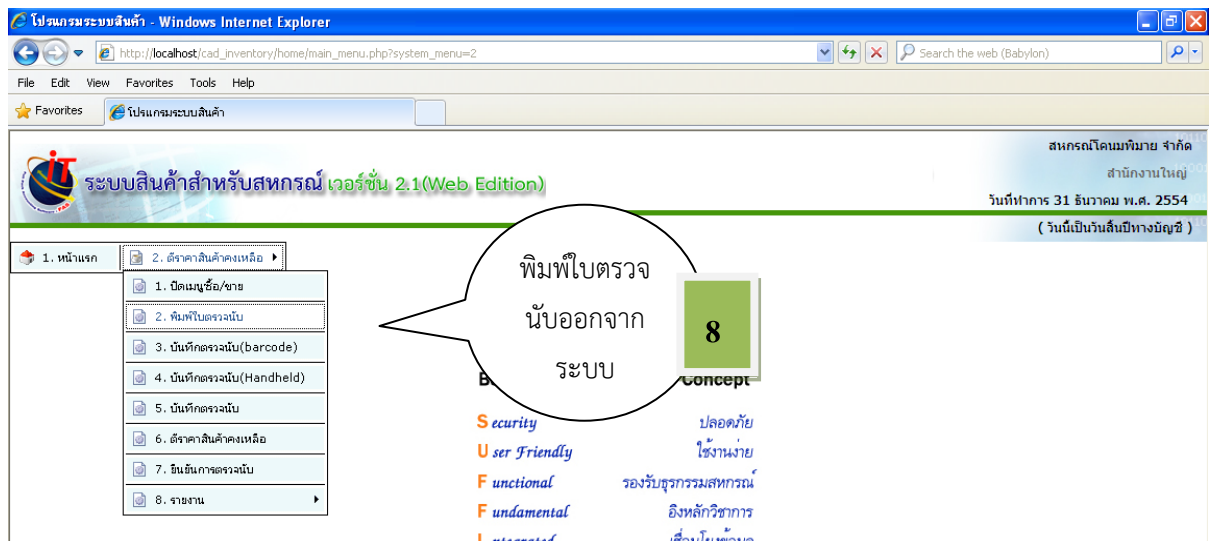 โปรแกรมระบบสินค้า - Windows Internet Explorer
http://localhost/cad_inventory/home/main_menu.php?system_menu=2
Search the web (Babylon)
File Edit View Favorites Tools Help
Favorites โปรแกรมระบบสินค้า
สหกรณ์โคนมพิมาย จำกัด
สำนักงานใหญ่
ระบบสินค้าสำหรับสหกรณ์ เวอร์ชั่น 2.1(Web Edition)
วันที่ทำการ 31 ธันวาคม พ.ศ. 2554
( วันนี้เป็นวันสิ้นปีทางบัญชี )
1. หน้าแรก 2. ตีราคาสินค้าคงเหลือ
1. ปิดเมนูซื้อ/ขาย
2. พิมพ์ใบตรวจนับ
3. บันทึกตรวจนับ(barcode)
4. บันทึกตรวจนับ(Handheld)
5. บันทึกตรวจนับ
6. ตีราคาสินค้าคงเหลือ
7. ยืนยันการตรวจนับ
8. รายงาน
พิมพ์ใบตรวจ
นับออกจาก
ระบบ
8
Concept
Security ปลอดภัย
User Friendly ใช้งานง่าย
Functional รองรับธุรกรรมสหกรณ์
Fundamental อิงหลักวิชาการ